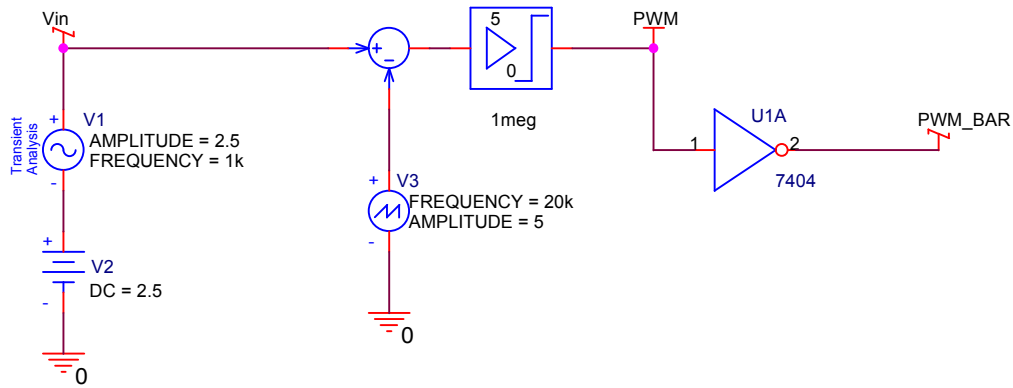 Vin
PWM
5
0
1meg
Transient
Analysis
+
-
V1
AMPLITUDE = 2.5
FREQUENCY = 1k
+
-
V2
DC = 2.5
0
+
-
+
-
V3
FREQUENCY = 20k
AMPLITUDE = 5
0
U1A
1
2
7404
PWM_BAR